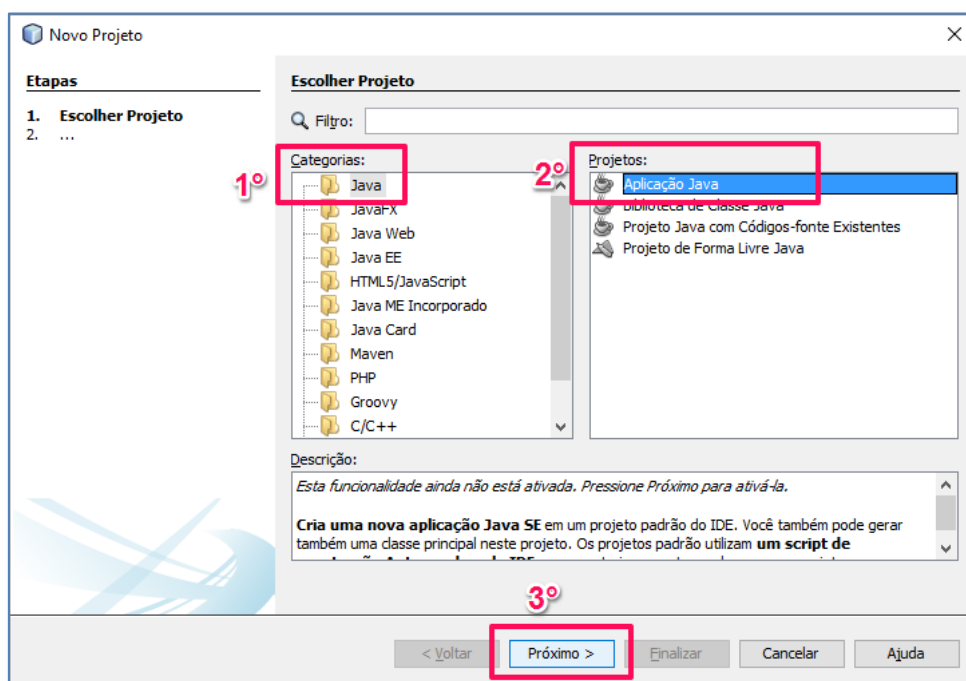 Novo Projeto
Etapas
1. Escolher Projeto
2. ...
Escolher Projeto
Filtro:
Categorias:
1º
Java
JavaFX
Java Web
Java EE
HTML5/JavaScript
Java ME Incorporado
Java Card
Maven
PHP
Groovy
C/C++
Projetos:
2º
Aplicação Java
Biblioteca de Classe Java
Projeto Java com Códigos-fonte Existentes
Projeto de Forma Livre Java
Descrição:
Esta funcionalidade ainda não está ativada. Pressione Próximo para ativá-la.
Cria uma nova aplicação Java SE em um projeto padrão do IDE. Você também pode gerar
também uma classe principal neste projeto. Os projetos padrão utilizam um script de
3º
< Voltar
Próximo >
Finalizar
Cancelar
Ajuda